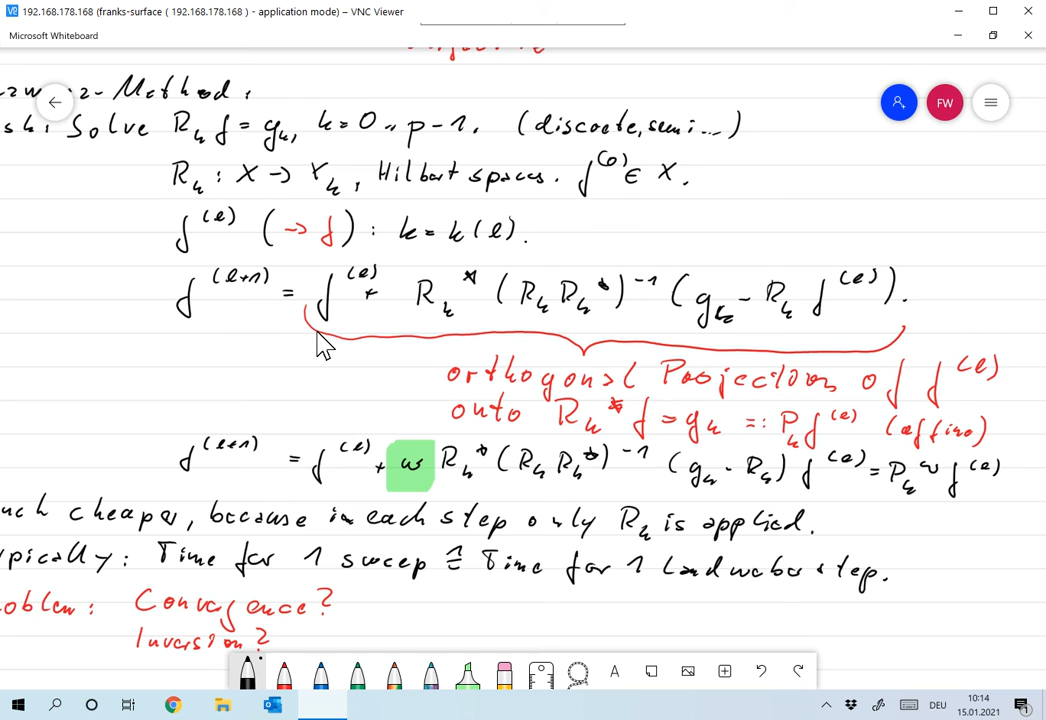 192.168.178.168 (franks-surface ( 192.168.178.168 ) - application mode) – VNC Viewer
Microsoft Whiteboard
- Method:
Solve R_k f = g_k, k=0..p-1. (discrete, semi...)
R_k : X → Y_k, Hilbert spaces. f^(0) ∈ X.
f^(l) (→ f) : k = k(l).
f^(l+1) = f^(l) + R_k^* (R_k R_k^*)^-1 (g_k - R_k f^(l)).
orthogonal Projection of f^(l)
onto R_k^* f = g_k =: P_k f^(l) (affine)
f^(l+1) = f^(l) + ω R_k^* (R_k R_k^*)^-1 (g_k - R_k) f^(l) = P_k^ω f^(l)
uch cheaper, because in each step only R_k is applied.
ypically: Time for 1 sweep ≙ Time for 1 Landweber step.
oblem: Convergence?
Inversion?
FW
DEU
10:14
15.01.2021